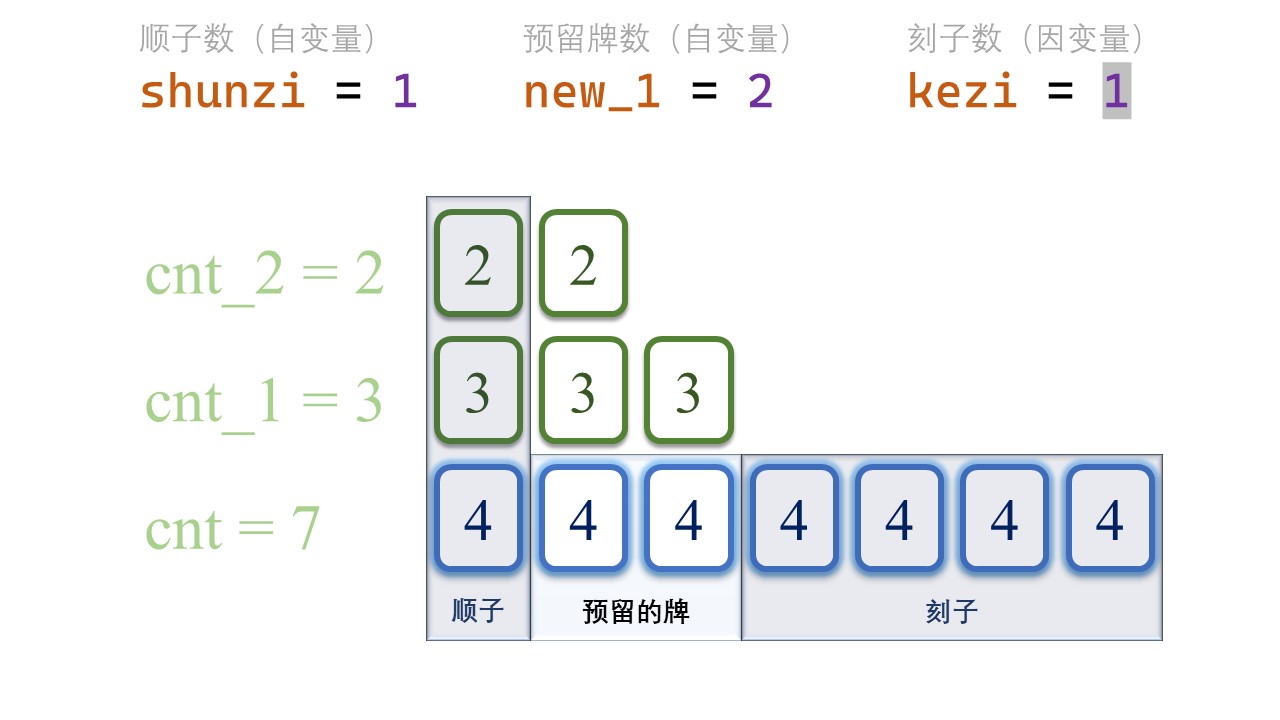 顺子数（自变量） 预留牌数（自变量） 刻子数（因变量）
shunzi = 1 new_1 = 2 kezi = 1
cnt_2 = 2 2 2
cnt_1 = 3 3 3 3
cnt = 7 4 4 4 4 4 4 4
顺子 预留的牌 刻子